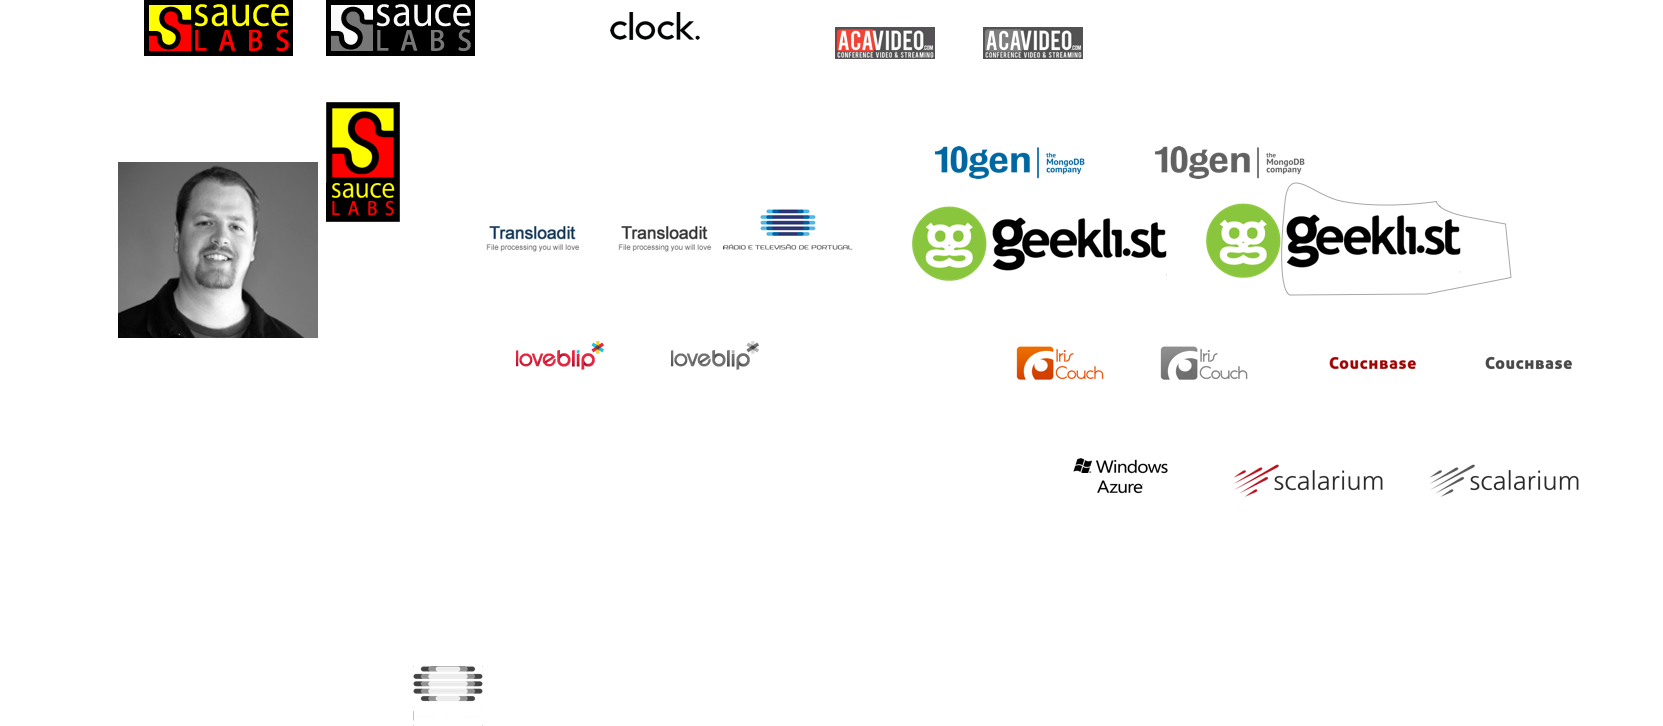 sauce
LABS
sauce
LABS
clock.
ACAVIDEO.COM
CONFERENCE VIDEO & STREAMING
ACAVIDEO.COM
CONFERENCE VIDEO & STREAMING
sauce
LABS
10gen
the
MongoDB
company
10gen
the
MongoDB
company
Transloadit
File processing you will love
Transloadit
File processing you will love
RÁDIO E TELEVISÃO DE PORTUGAL
geekli.st
geekli.st
loveblip
loveblip
Iris
Couch
Iris
Couch
Couchbase
Couchbase
Windows
Azure
scalarium
scalarium